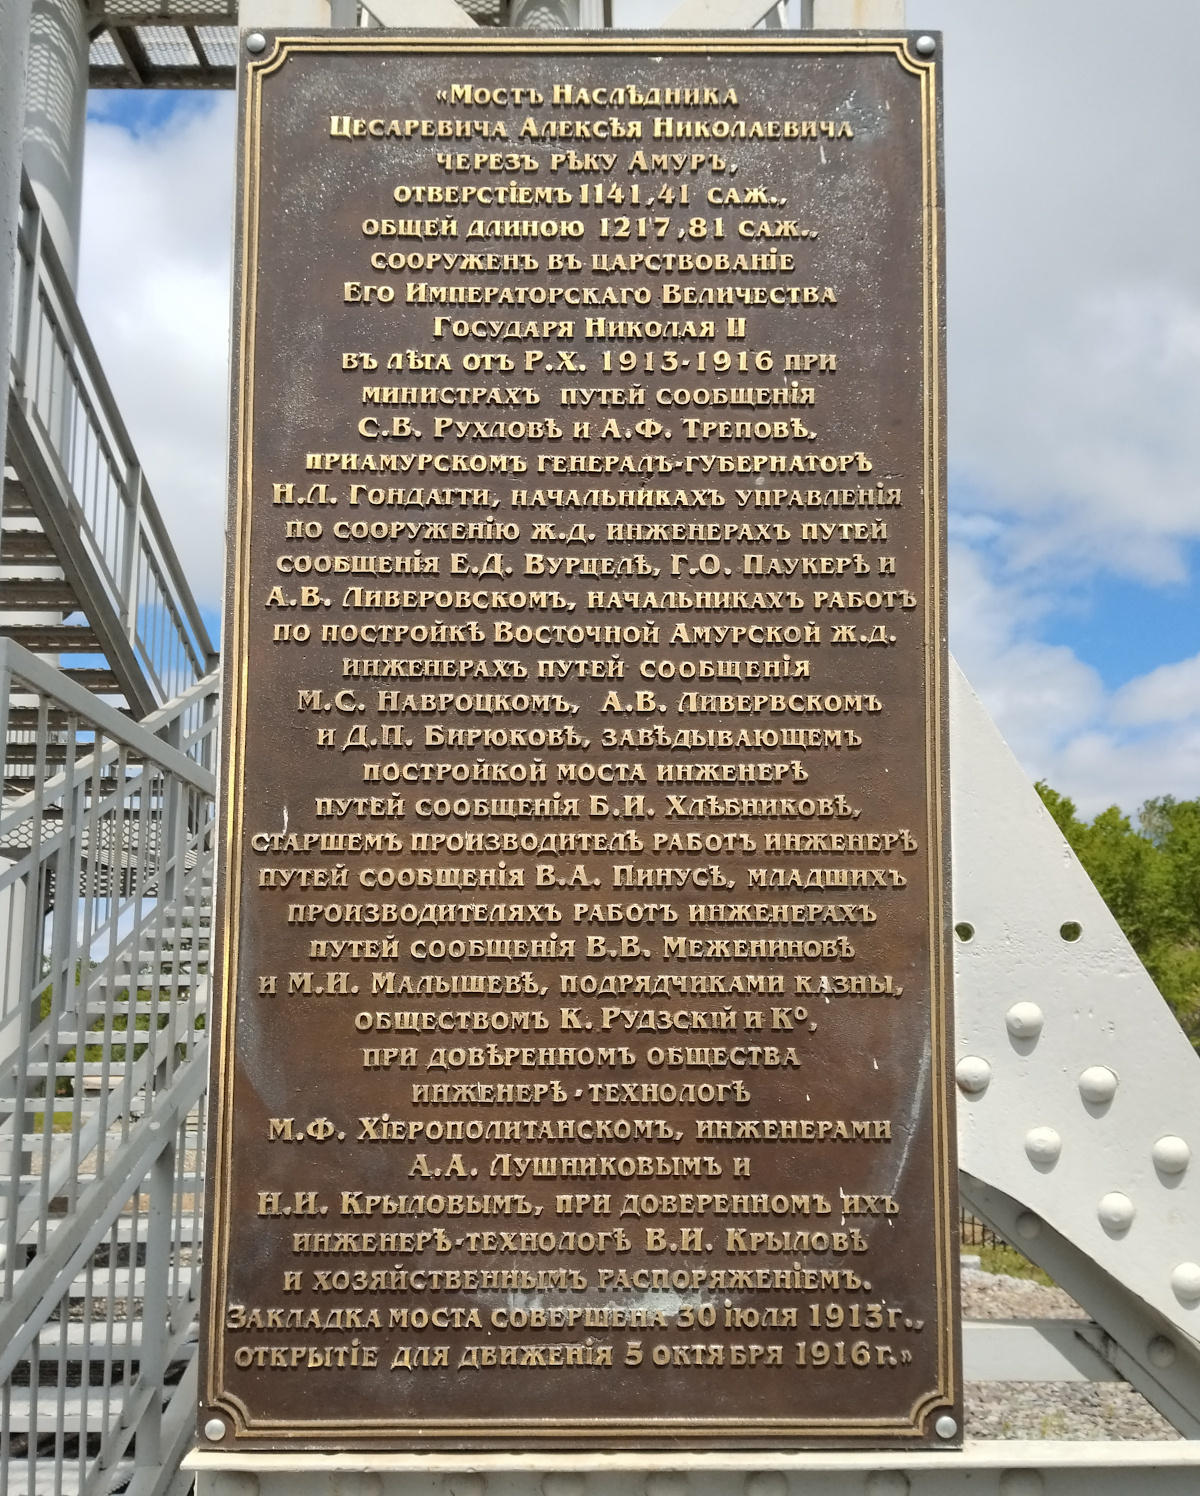 «Мостъ Наслѣдника
Цесаревича Алексѣя Николаевича
черезъ рѣку Амуръ,
отверстіемъ 1141,41 саж.,
общей длиною 1217,81 саж.,
сооруженъ въ царствованіе
Его Императорскаго Величества
Государя Николая II
въ лѣта отъ Р.Х. 1913-1916 при
министрахъ путей сообщенія
С.В. Рухловѣ и А.Ф. Треповѣ,
приамурскомъ генералъ-губернаторѣ
Н.Л. Гондатти, начальникахъ управленія
по сооруженію ж.д. инженерахъ путей
сообщенія Е.Д. Вурцелѣ, Г.О. Паукерѣ и
А.В. Ливеровскомъ, начальникахъ работъ
по постройкѣ Восточной Амурской ж.д.
инженерахъ путей сообщенія
М.С. Навроцкомъ, А.В. Ливервскомъ
и Д.П. Бирюковѣ, завѣдывающемъ
постройкой моста инженерѣ
путей сообщенія Б.И. Хлѣбниковѣ,
старшемъ производителѣ работъ инженерѣ
путей сообщенія В.А. Пинусѣ, младшихъ
производителяхъ работъ инженерахъ
путей сообщенія В.В. Межениновѣ
и М.И. Малышевѣ, подрядчиками казны,
обществомъ К. Рудзскій и Кº,
при довѣренномъ общества
инженерѣ-технологѣ
М.Ф. Хіерополитанскомъ, инженерами
А.А. Лушниковымъ и
Н.И. Крыловымъ, при доверенномъ ихъ
инженерѣ-технологѣ В.И. Крыловѣ
и хозяйственнымъ распоряженіемъ.
Закладка моста совершена 30 іюля 1913г.,
открытіе для движенія 5 октября 1916г.»